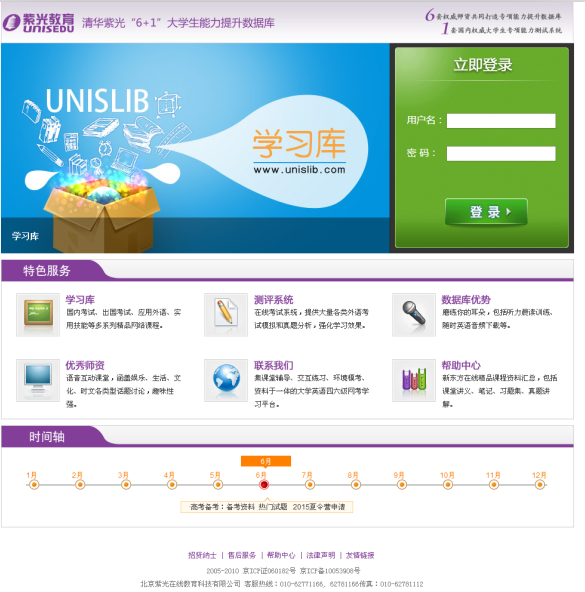 紫光教育
UNISEDU
清华紫光“6+1”大学生能力提升数据库
6套权威师资共同打造专项能力提升数据库
1套国内权威大学生专项能力测试系统
UNISLIB
学习库
www.unislib.com
学习库
立即登录
用户名：
密 码：
登 录
特色服务
学习库
国内考试、出国考试、应用外语、实
用技能等多系列精品网络课程。
测评系统
在线考试系统，提供大量各类外语考
试模拟和真题分析，强化学习效果。
数据库优势
磨练你的耳朵，包括听力晨读训练、
随时英语音频下载等。
优秀师资
语音互动课堂，涵盖娱乐、生活、文
化、时文各类型话题讨论，趣味性
强。
联系我们
集课堂辅导、交互练习、环境模考、
资料于一体的大学英语四六级网考学
习平台。
帮助中心
新东方在线精品课程资料汇总，包括
课堂讲义、笔记、习题集、真题讲
解。
时间轴
6月
1月 2月 3月 4月 5月 6月 7月 8月 9月 10月 11月 12月
高考备考：备考资料 热门试题 2015夏令营申请
招贤纳士 | 售后服务 | 帮助中心 | 法律声明 | 友情链接
2005-2010 京ICP证060182号 京ICP备10053908号
北京紫光在线教育科技有限公司 客服热线：010-62771166, 62781166传真：010-62781112